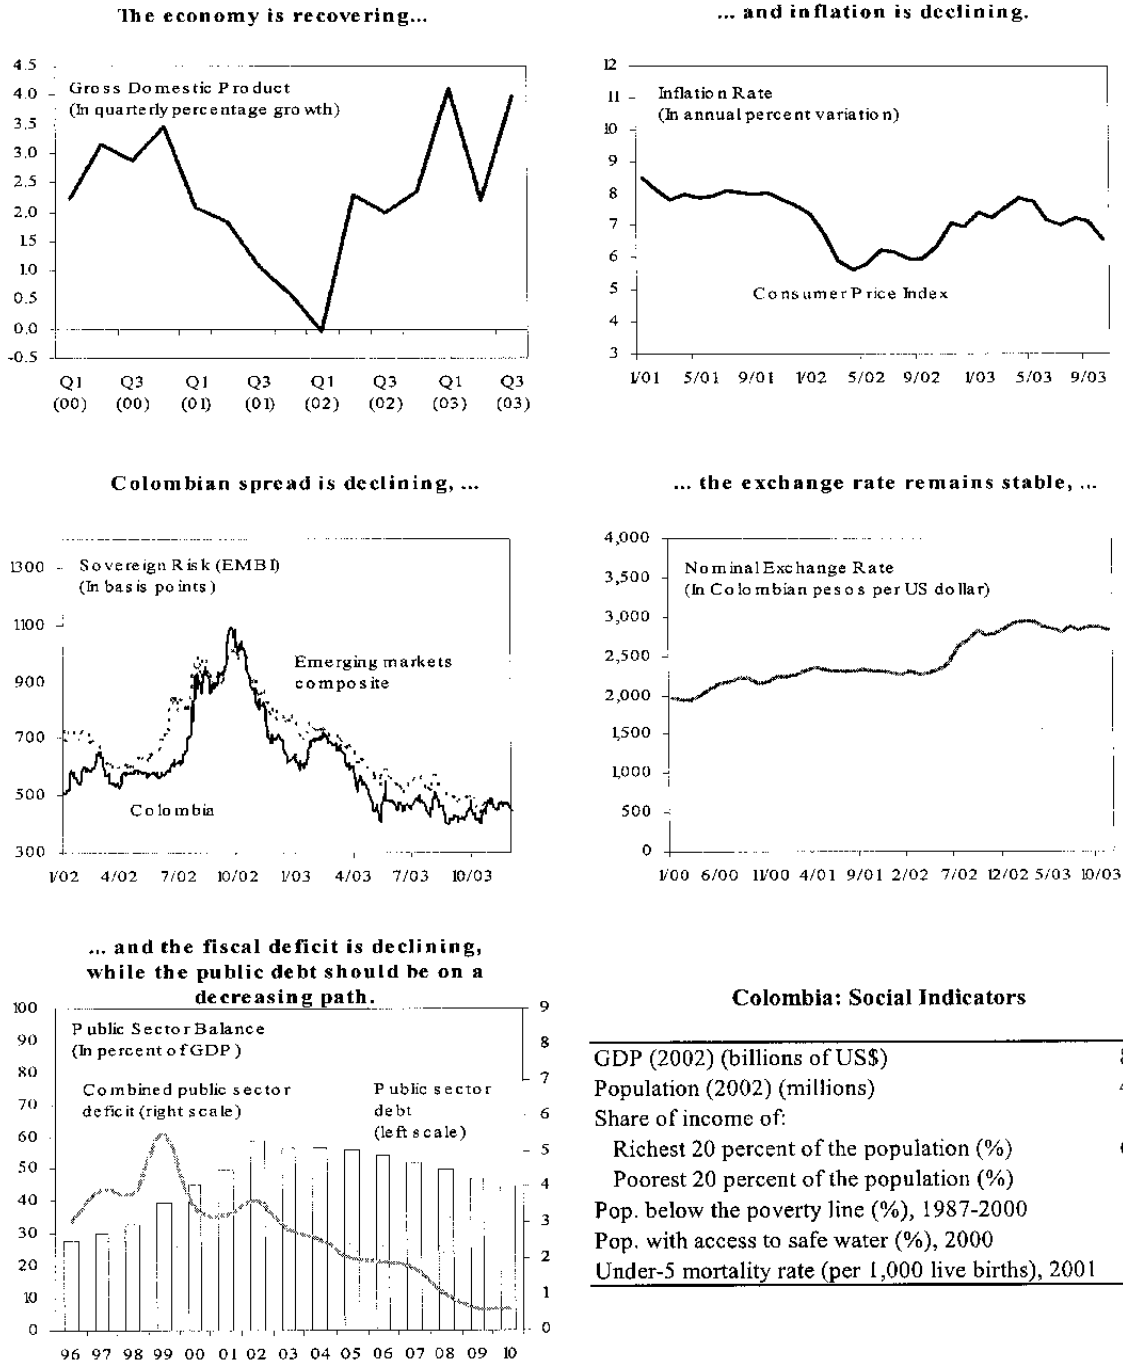 The economy is recovering...
4.5
4.0
3.5
3.0
2.5
2.0
1.5
1.0
0.5
0.0
-0.5
Gross Domestic Product
(In quarterly percentage growth)
Q1 Q3 Q1 Q3 Q1 Q3 Q1 Q3
(00) (00) (01) (01) (02) (02) (03) (03)
... and inflation is declining.
12
11
10
9
8
7
6
5
4
3
Inflation Rate
(In annual percent variation)
Consumer Price Index
1/01 5/01 9/01 1/02 5/02 9/02 1/03 5/03 9/03
Colombian spread is declining, ...
1300
1100
900
700
500
300
Sovereign Risk (EMBI)
(In basis points)
Emerging markets
composite
Colombia
1/02 4/02 7/02 10/02 1/03 4/03 7/03 10/03
... the exchange rate remains stable, ...
4,000
3,500
3,000
2,500
2,000
1,500
1,000
500
0
Nominal Exchange Rate
(In Colombian pesos per US dollar)
1/00 6/00 11/00 4/01 9/01 2/02 7/02 12/02 5/03 10/03
... and the fiscal deficit is declining,
while the public debt should be on a
decreasing path.
100
90
80
70
60
50
40
30
20
10
0
Public Sector Balance
(In percent of GDP)
Combined public sector
deficit (right scale)
Public sector
debt
(left scale)
9
8
7
6
5
4
3
2
1
0
96 97 98 99 00 01 02 03 04 05 06 07 08 09 10
Colombia: Social Indicators
GDP (2002) (billions of US$)
Population (2002) (millions)
Share of income of:
Richest 20 percent of the population (%)
Poorest 20 percent of the population (%)
Pop. below the poverty line (%), 1987-2000
Pop. with access to safe water (%), 2000
Under-5 mortality rate (per 1,000 live births), 2001